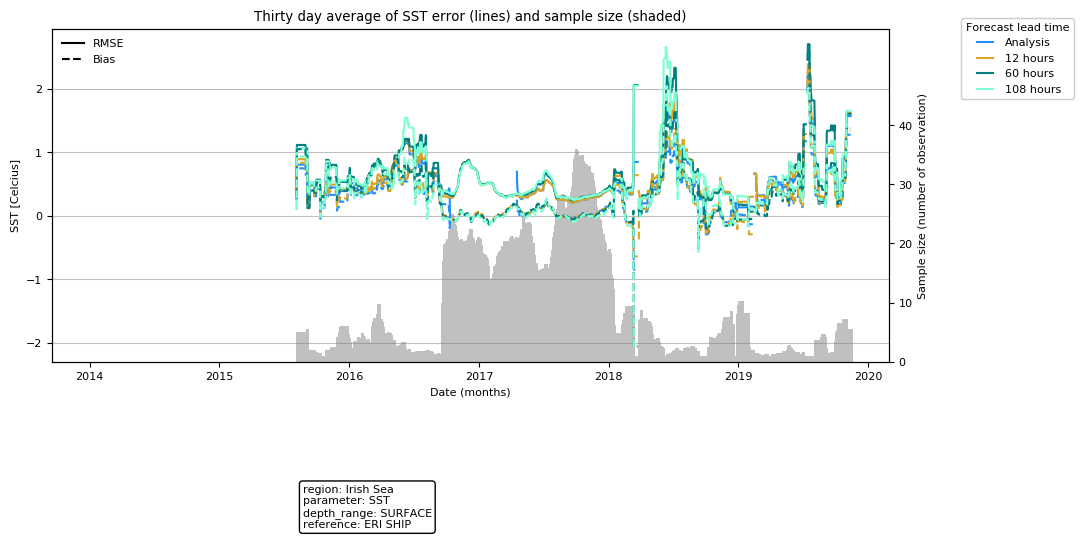 Thirty day average of SST error (lines) and sample size (shaded)
RMSE
Bias
Forecast lead time
Analysis
12 hours
60 hours
108 hours
SST [Celcius]
2
1
0
−1
−2
Sample size (number of observation)
40
30
20
10
0
2014 2015 2016 2017 2018 2019 2020
Date (months)
region: Irish Sea
parameter: SST
depth_range: SURFACE
reference: ERI SHIP